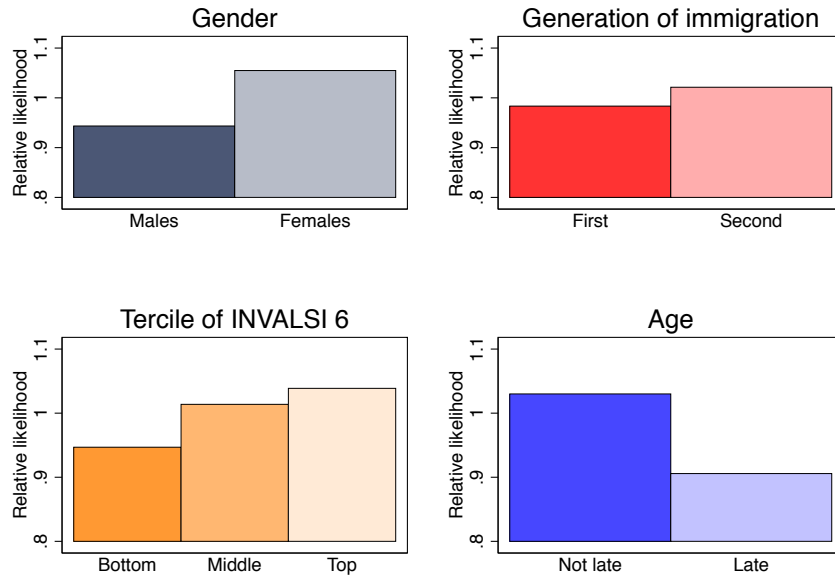 Gender
Relative likelihood
1.1
1
.9
.8
Males Females
Generation of immigration
Relative likelihood
1.1
1
.9
.8
First Second
Tercile of INVALSI 6
Relative likelihood
1.1
1
.9
.8
Bottom Middle Top
Age
Relative likelihood
1.1
1
.9
.8
Not late Late